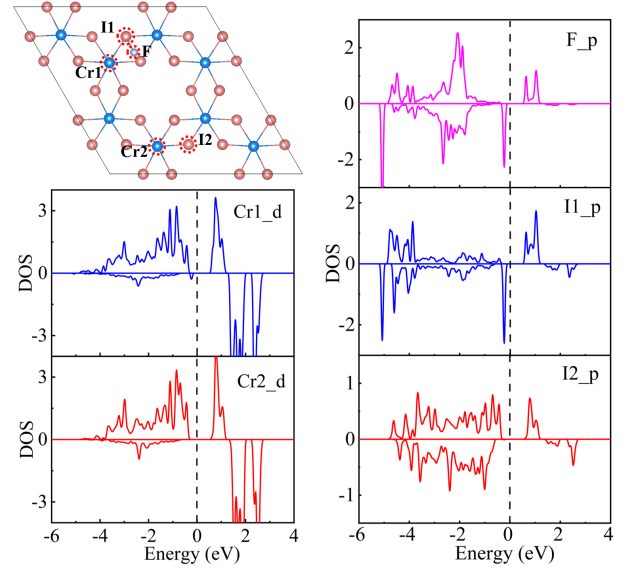 I1
F
Cr1
Cr2
I2
F_p
2
0
-2
Cr1_d
3
0
-3
DOS
I1_p
2
0
-2
Cr2_d
3
0
-3
DOS
I2_p
1
0
-1
-6 -4 -2 0 2 4
Energy (eV)
-6 -4 -2 0 2 4
Energy (eV)